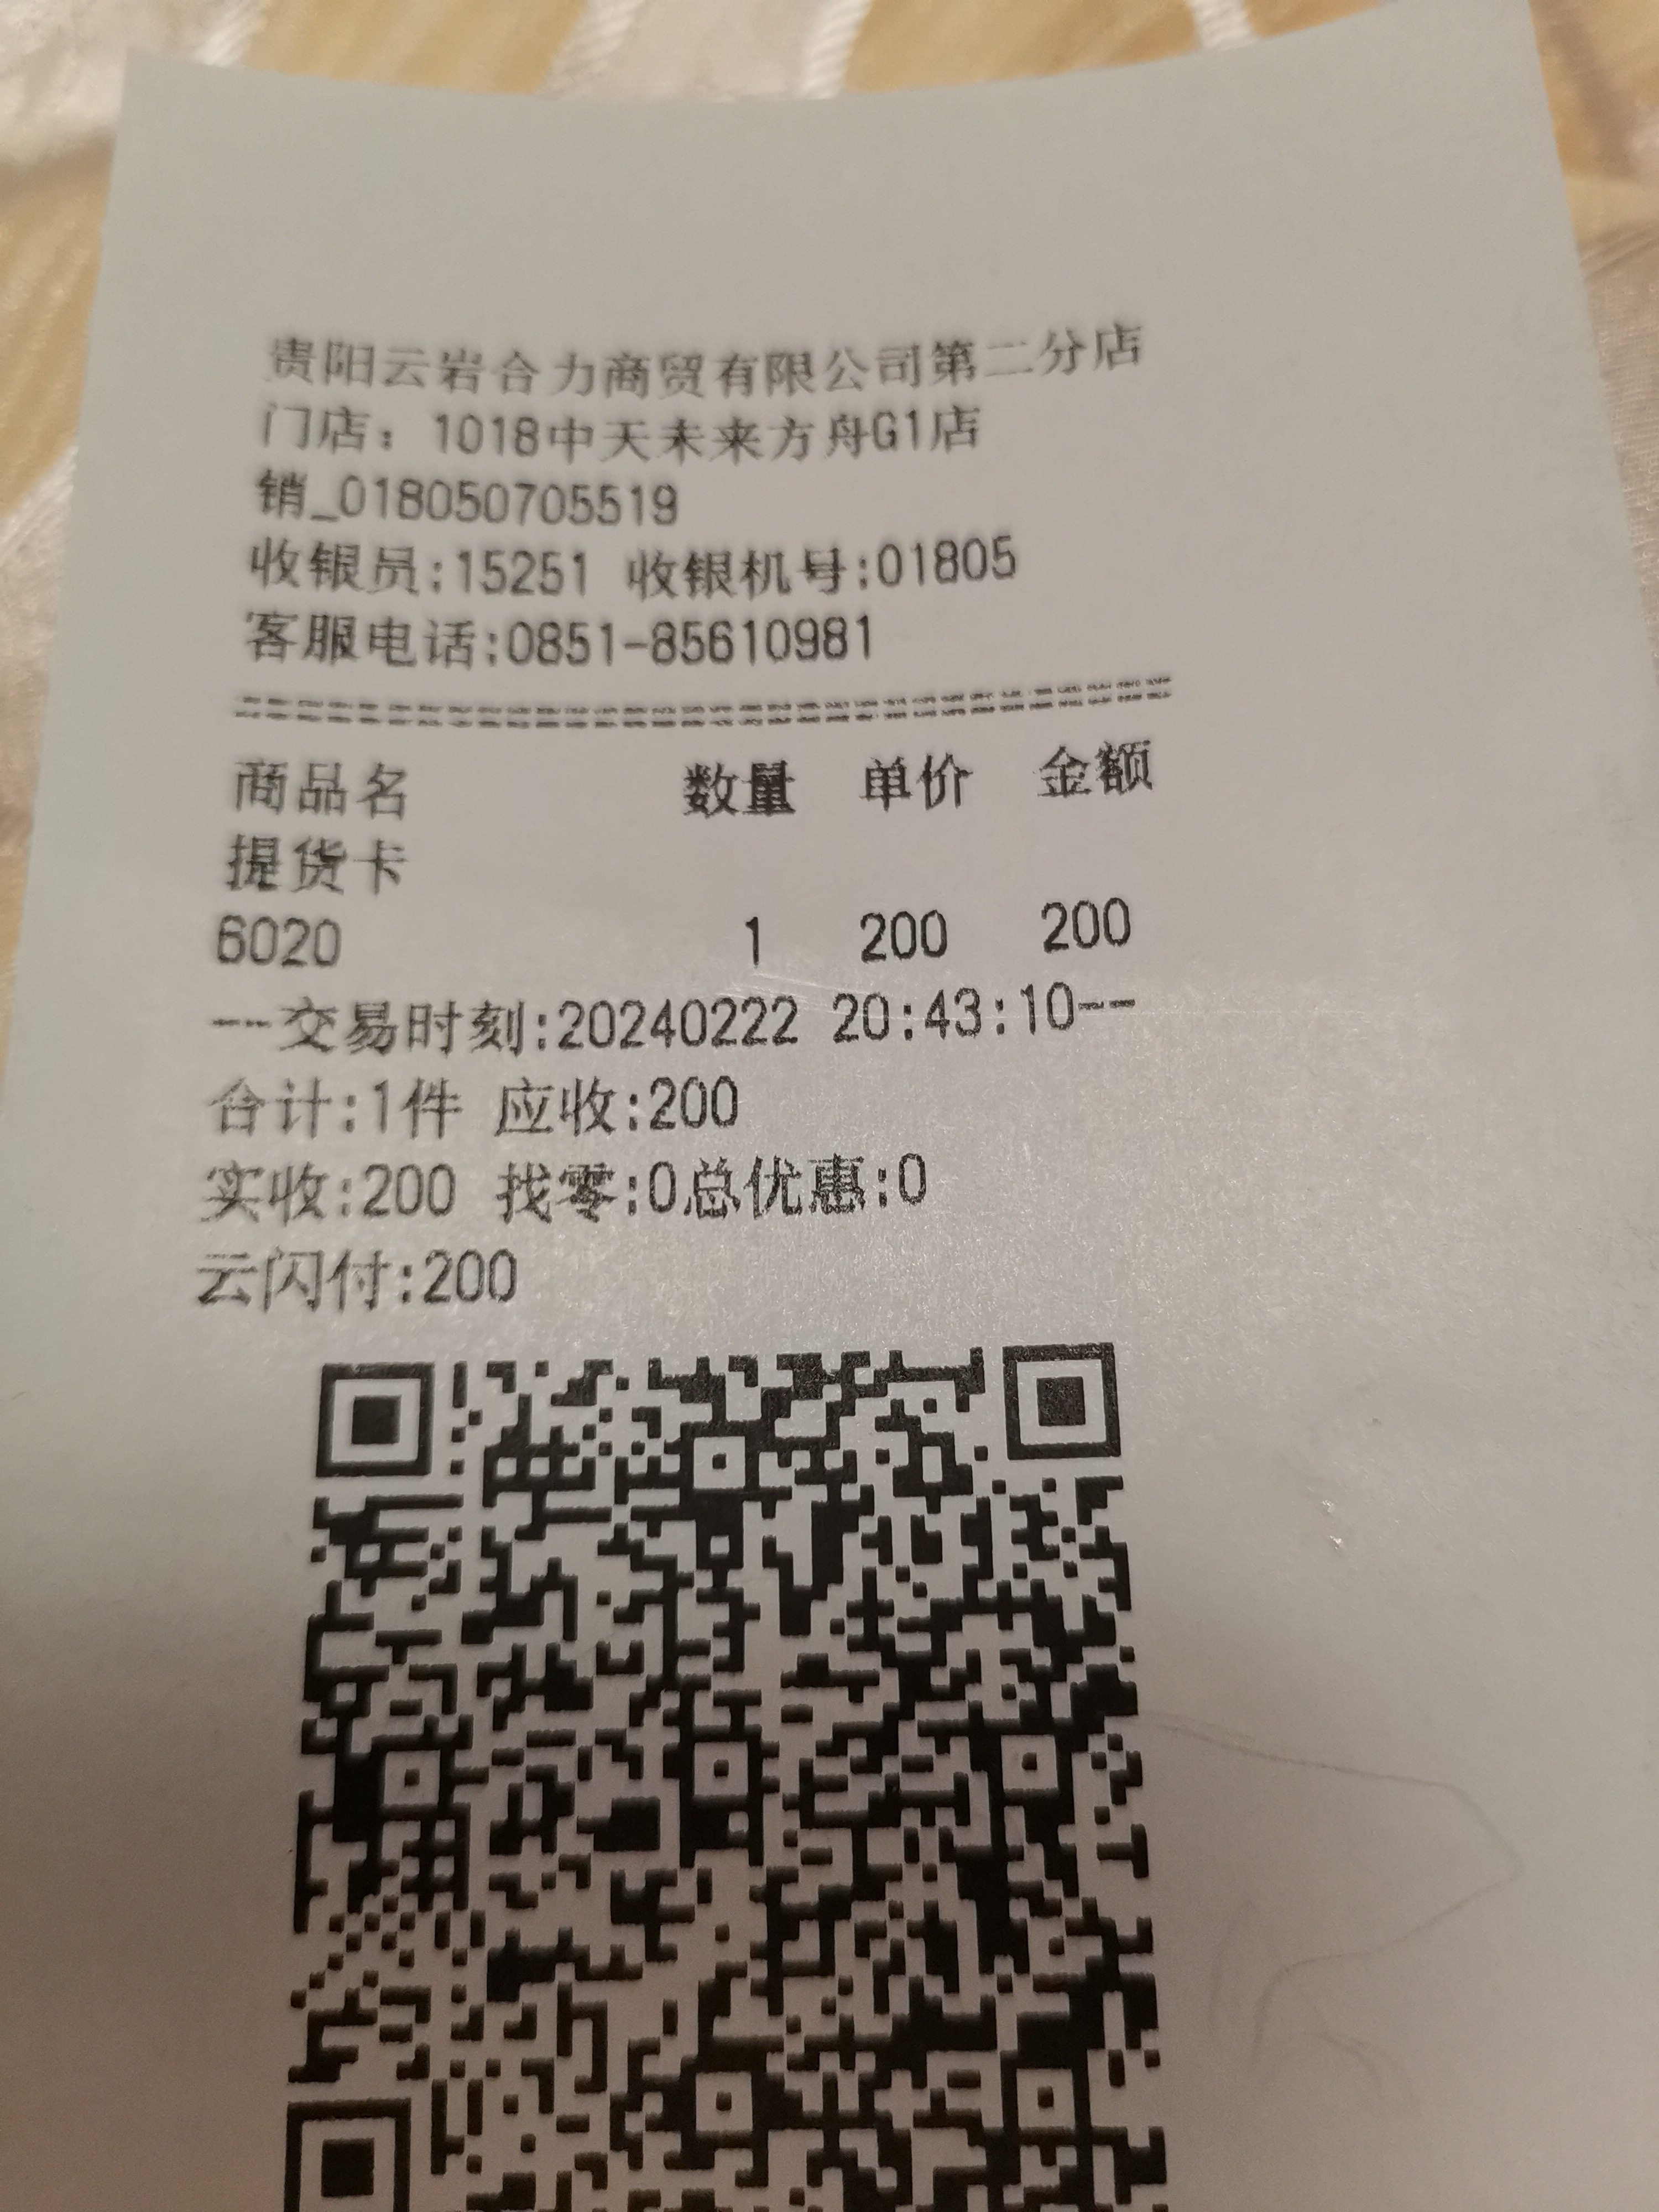 贵阳云岩合力商贸有限公司第二分店
门店：1018中天未来方舟G1店
销_018050705519
收银员:15251 收银机号:01805
客服电话:0851-85610981
================================
商品名 数量 单价 金额
提货卡
6020 1 200 200
--交易时刻:20240222 20:43:10--
合计:1件 应收:200
实收:200 找零:0总优惠:0
云闪付:200